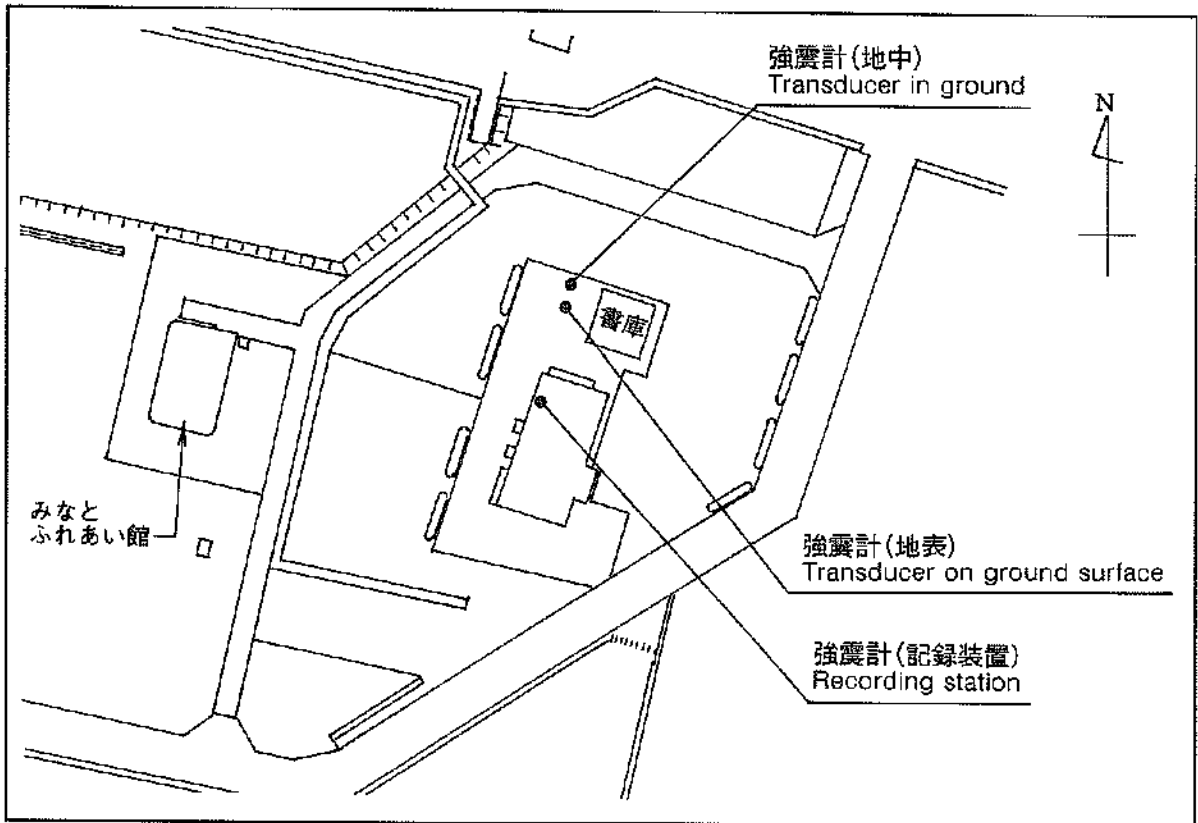 強震計(地中)
Transducer in ground
N
書庫
みなと
ふれあい館
強震計(地表)
Transducer on ground surface
強震計(記録装置)
Recording station